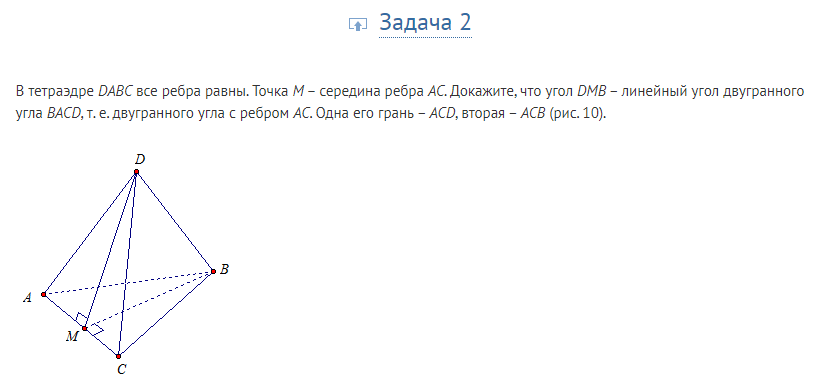 Задача 2
В тетраэдре DABC все ребра равны. Точка M – середина ребра AC. Докажите, что угол DMB – линейный угол двугранного
угла BACD, т. е. двугранного угла с ребром AC. Одна его грань – ACD, вторая – ACB (рис. 10).
D
B
A
M
C